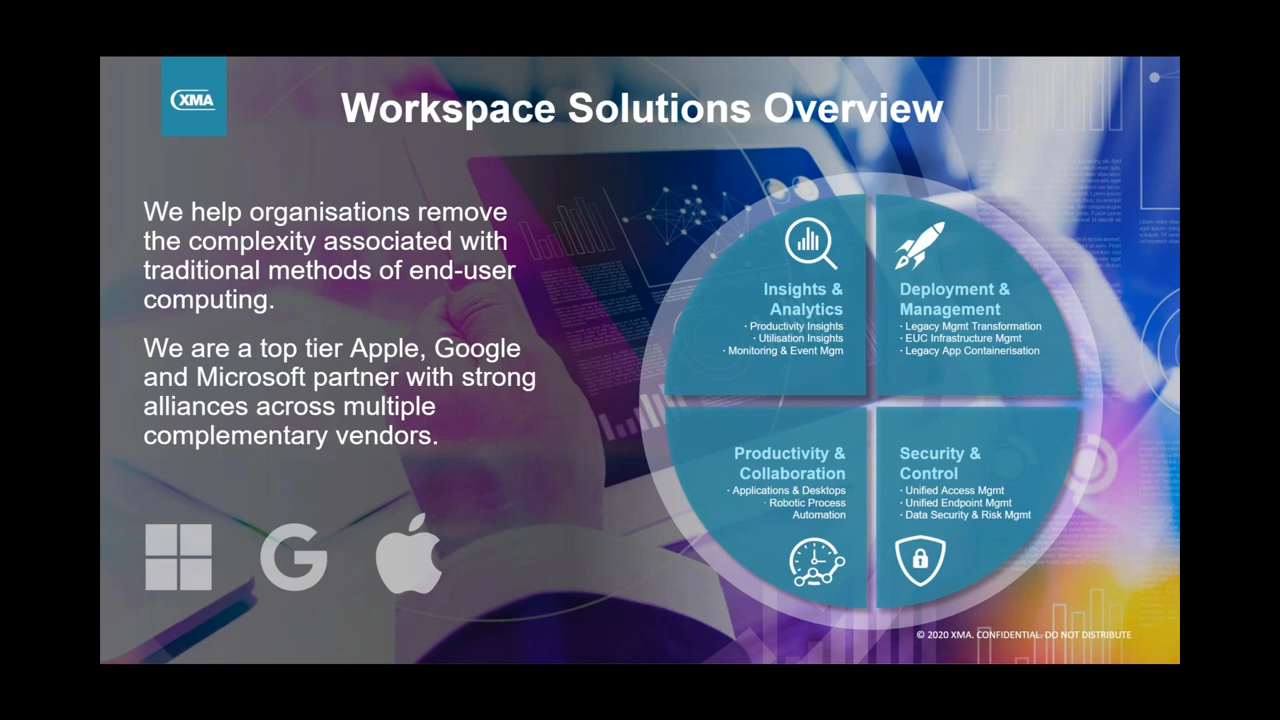 XMA
Workspace Solutions Overview
We help organisations remove
the complexity associated with
traditional methods of end-user
computing.
We are a top tier Apple, Google
and Microsoft partner with strong
alliances across multiple
complementary vendors.
Insights &
Analytics
· Productivity Insights
· Utilisation Insights
· Monitoring & Event Mgm
Deployment &
Management
· Legacy Mgmt Transformation
· EUC Infrastructure Mgmt
· Legacy App Containerisation
Productivity &
Collaboration
· Applications & Desktops
· Robotic Process
Automation
Security &
Control
· Unified Access Mgmt
· Unified Endpoint Mgmt
· Data Security & Risk Mgmt
© 2020 XMA. CONFIDENTIAL. DO NOT DISTRIBUTE